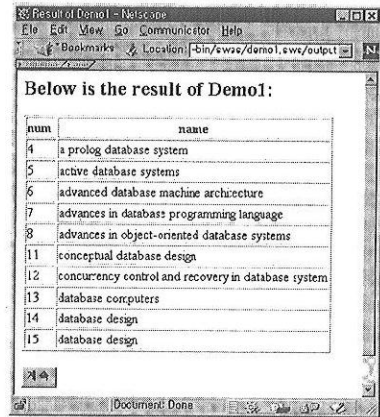 Result of Demo1 - Netscape
File Edit View Go Communicator Help
Bookmarks Location: -bin/swse/demo1.sws/output
Below is the result of Demo1:
num name
4 a prolog database system
5 active database systems
6 advanced database machine architecture
7 advances in database programming language
8 advances in object-oriented database systems
11 conceptual database design
12 concurrency control and recovery in database system
13 database computers
14 database design
15 database design
계속
Document: Done